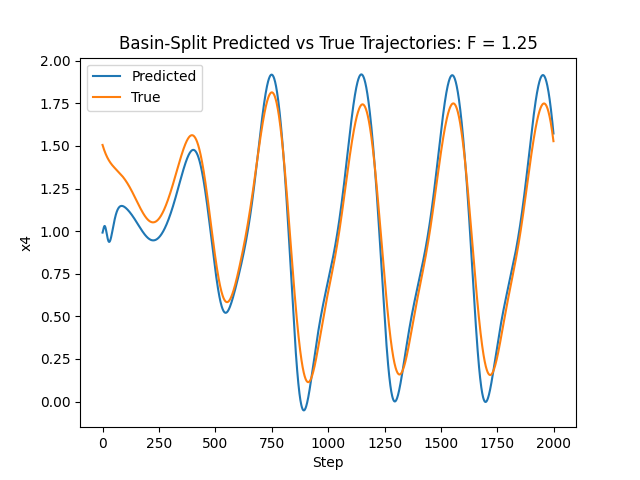 Basin-Split Predicted vs True Trajectories: F = 1.25
Predicted
True
2.00
1.75
1.50
1.25
1.00
0.75
0.50
0.25
0.00
x4
0 250 500 750 1000 1250 1500 1750 2000
Step